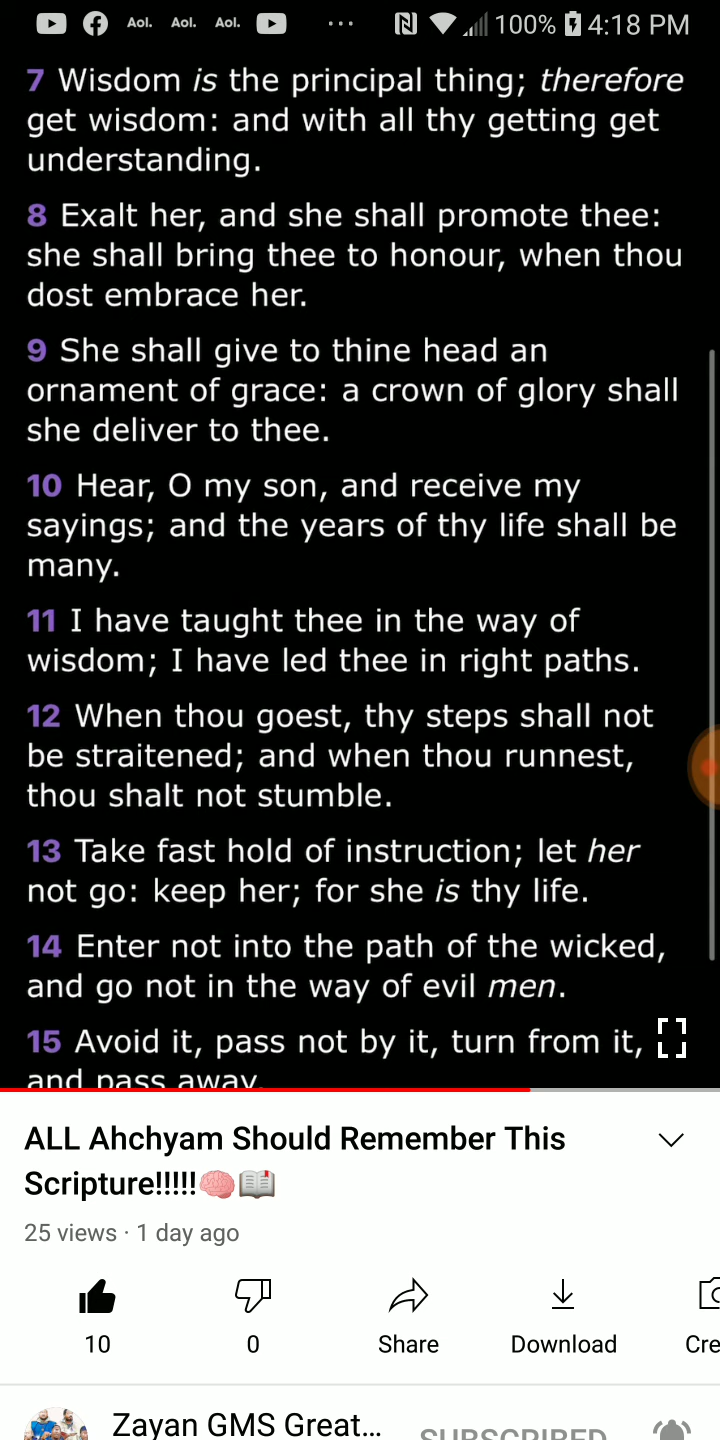 Aol. Aol. Aol. ... 100% 4:18 PM
7 Wisdom is the principal thing; therefore
get wisdom: and with all thy getting get
understanding.
8 Exalt her, and she shall promote thee:
she shall bring thee to honour, when thou
dost embrace her.
9 She shall give to thine head an
ornament of grace: a crown of glory shall
she deliver to thee.
10 Hear, O my son, and receive my
sayings; and the years of thy life shall be
many.
11 I have taught thee in the way of
wisdom; I have led thee in right paths.
12 When thou goest, thy steps shall not
be straitened; and when thou runnest,
thou shalt not stumble.
13 Take fast hold of instruction; let her
not go: keep her; for she is thy life.
14 Enter not into the path of the wicked,
and go not in the way of evil men.
15 Avoid it, pass not by it, turn from it,
and pass away.
ALL Ahchyam Should Remember This
Scripture!!!!!🧠📖
25 views · 1 day ago
10 0 Share Download Cre
Zayan GMS Great... SUBSCRIBED